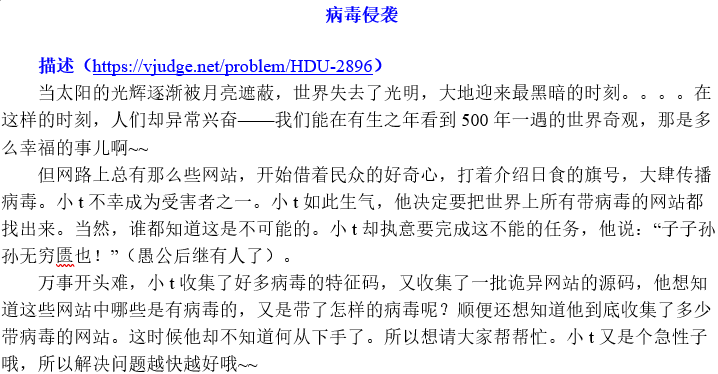 病毒侵袭
描述（https://vjudge.net/problem/HDU-2896）
当太阳的光辉逐渐被月亮遮蔽，世界失去了光明，大地迎来最黑暗的时刻。。。。在
这样的时刻，人们却异常兴奋——我们能在有生之年看到 500 年一遇的世界奇观，那是多
么幸福的事儿啊~~
但网路上总有那么些网站，开始借着民众的好奇心，打着介绍日食的旗号，大肆传播
病毒。小 t 不幸成为受害者之一。小 t 如此生气，他决定要把世界上所有带病毒的网站都
找出来。当然，谁都知道这是不可能的。小 t 却执意要完成这不能的任务，他说：“子子孙
孙无穷匮也！”（愚公后继有人了）。
万事开头难，小 t 收集了好多病毒的特征码，又收集了一批诡异网站的源码，他想知
道这些网站中哪些是有病毒的，又是带了怎样的病毒呢？顺便还想知道他到底收集了多少
带病毒的网站。这时候他却不知道何从下手了。所以想请大家帮帮忙。小 t 又是个急性子
哦，所以解决问题越快越好哦~~